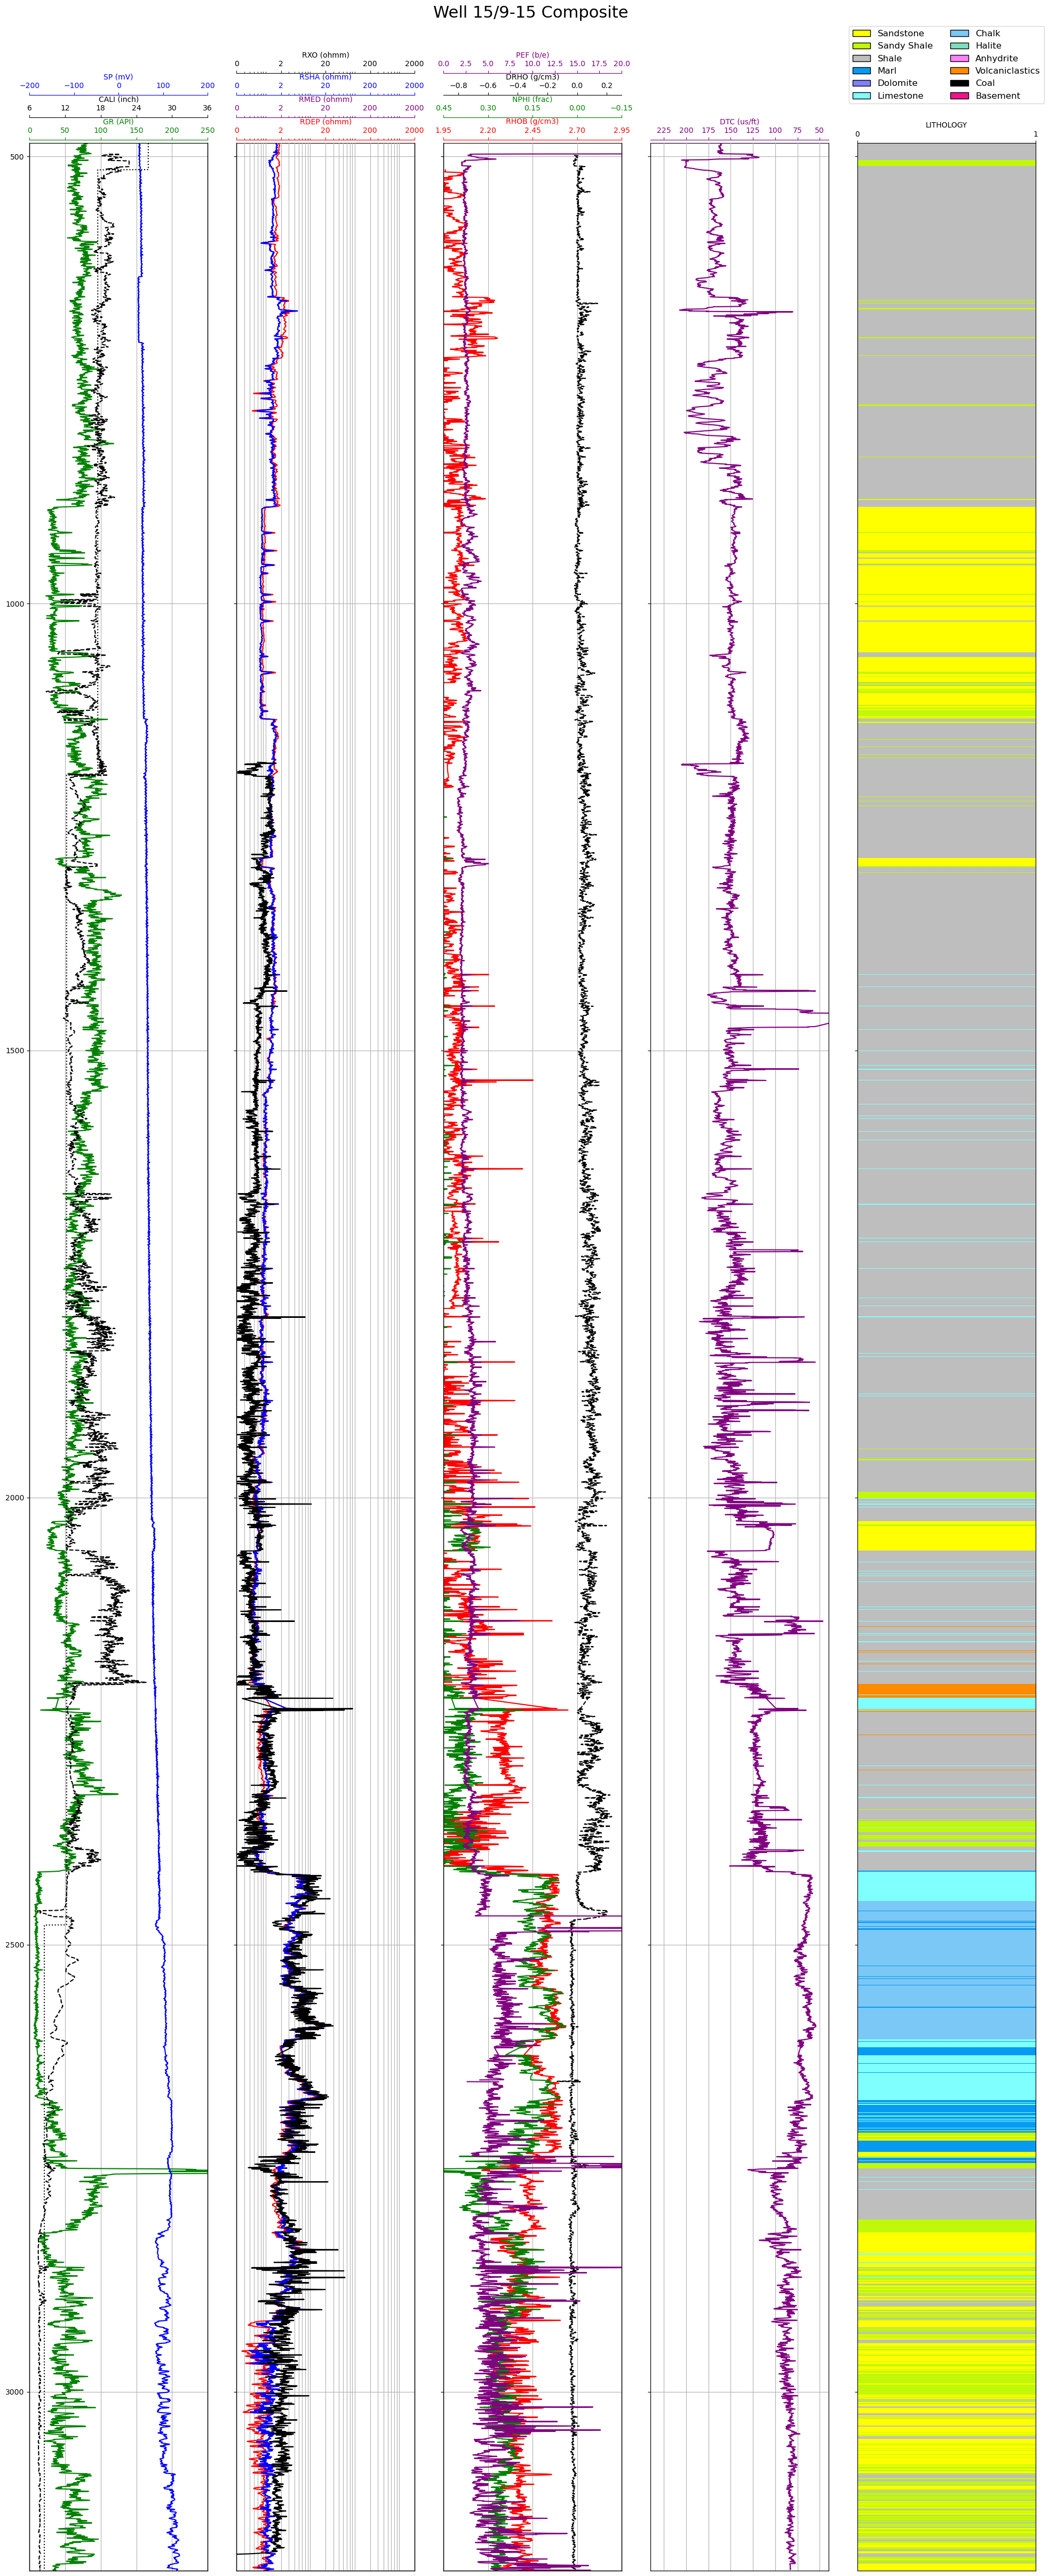 Well 15/9-15 Composite
Sandstone Chalk
Sandy Shale Halite
Shale Anhydrite
Marl Volcaniclastics
Dolomite Coal
Limestone Basement
RXO (ohmm) PEF (b/e)
0 2 20 200 2000 0.0 2.5 5.0 7.5 10.0 12.5 15.0 17.5 20.0
SP (mV) RSHA (ohmm) DRHO (g/cm3)
−200 −100 0 100 200 0 2 20 200 2000 −0.8 −0.6 −0.4 −0.2 0.0 0.2
CALI (inch) RMED (ohmm) NPHI (frac)
6 12 18 24 30 36 0 2 20 200 2000 0.45 0.30 0.15 0.00 −0.15
GR (API) RDEP (ohmm) RHOB (g/cm3) DTC (us/ft) LITHOLOGY
0 50 100 150 200 250 0 2 20 200 2000 1.95 2.20 2.45 2.70 2.95 225 200 175 150 125 100 75 50 0 1
500
1000
1500
2000
2500
3000